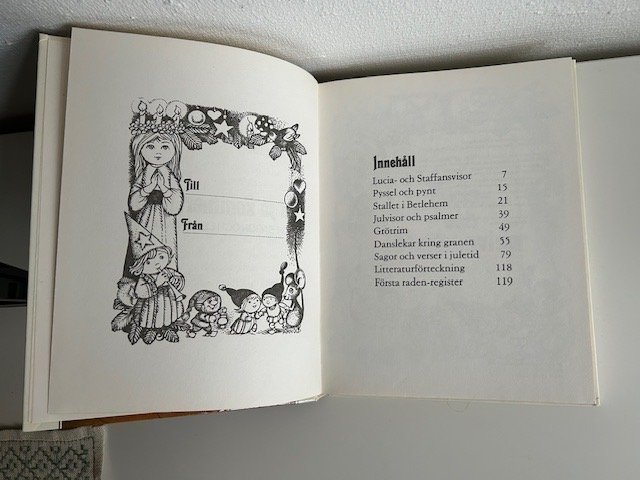 Till
Från
Innehåll
Lucia- och Staffansvisor 7
Pyssel och pynt 15
Stallet i Betlehem 21
Julvisor och psalmer 39
Grötrim 49
Danslekar kring granen 55
Sagor och verser i juletid 79
Litteraturförteckning 118
Första raden-register 119